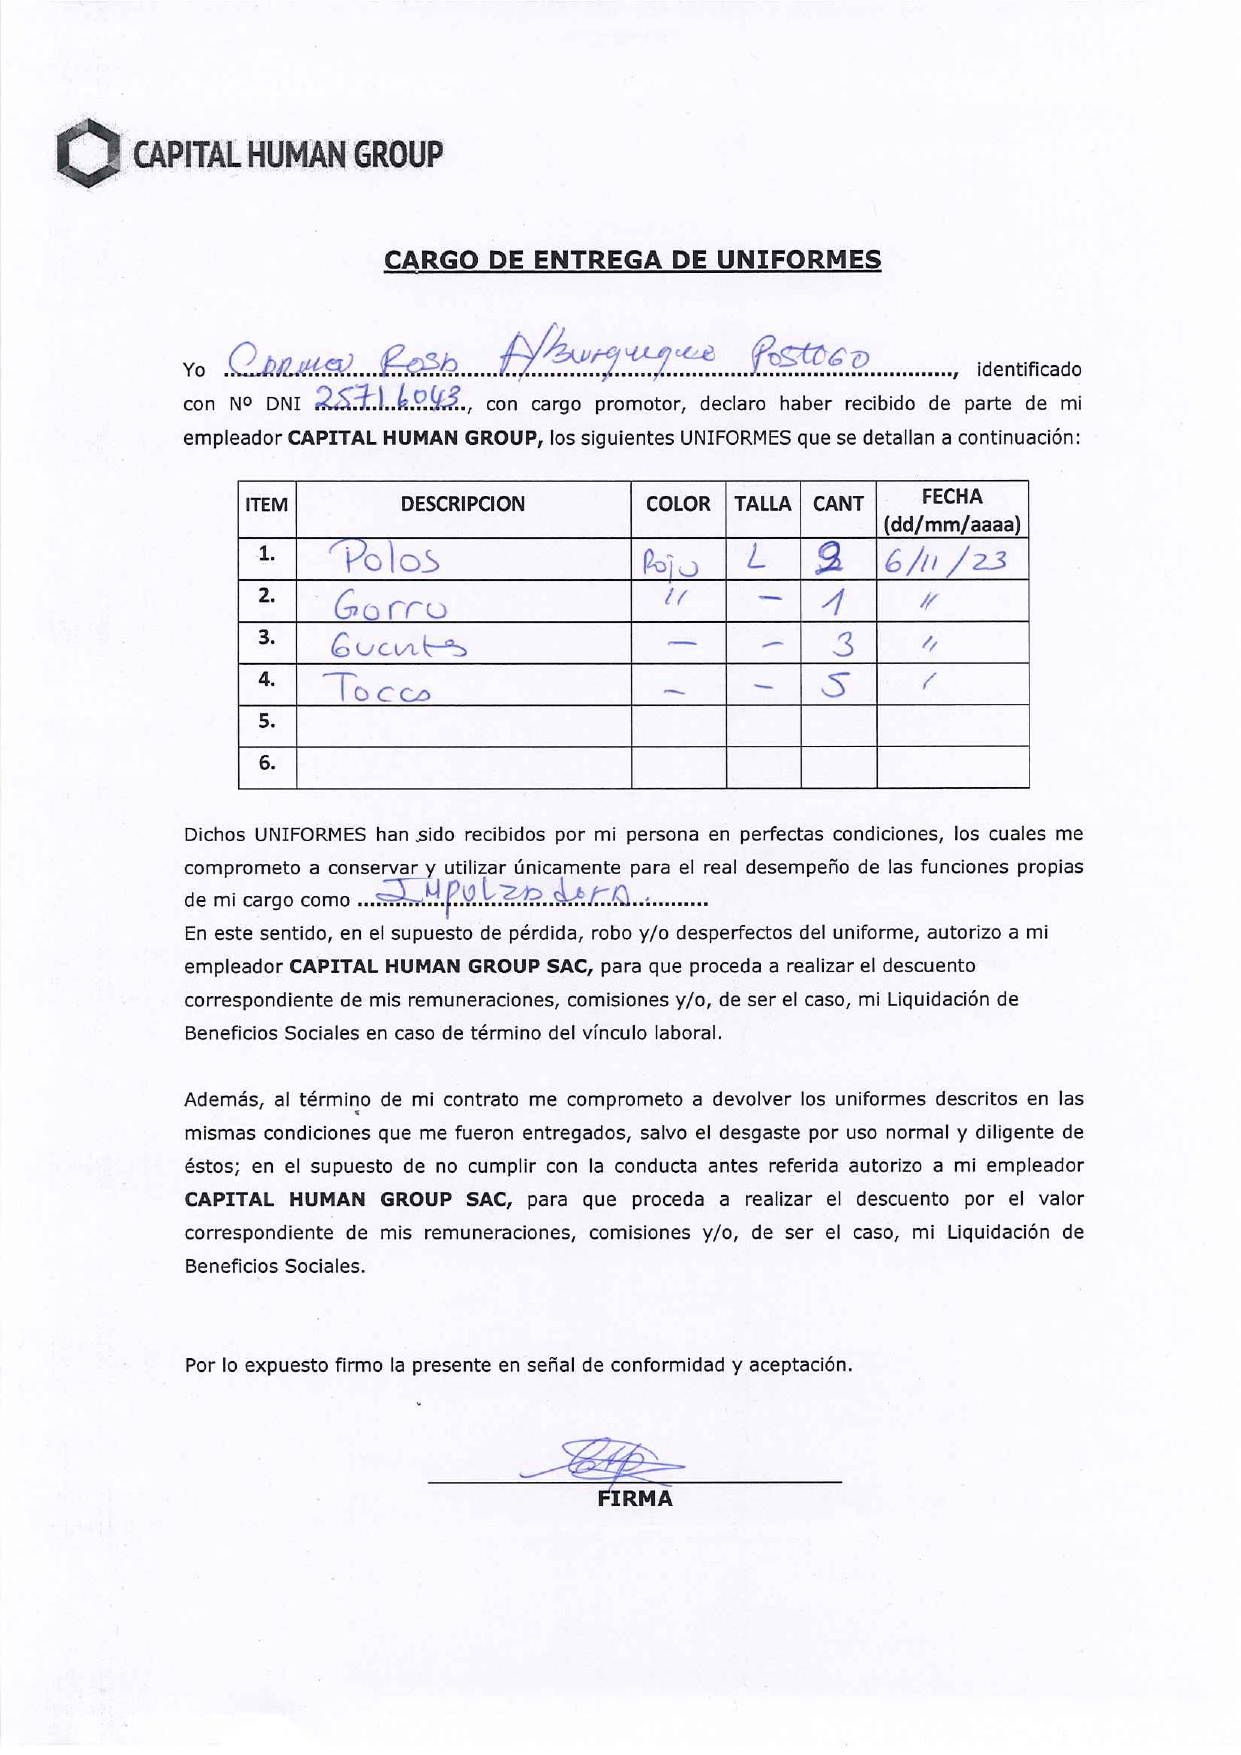 CAPITAL HUMAN GROUP
CARGO DE ENTREGA DE UNIFORMES
Yo Rosa Alburqueque Postigo, identificado
con Nº DNI 25716043, con cargo promotor, declaro haber recibido de parte de mi
empleador CAPITAL HUMAN GROUP, los siguientes UNIFORMES que se detallan a continuación:
ITEM DESCRIPCION COLOR TALLA CANT FECHA (dd/mm/aaaa)
1. Polos Rojo L 6/11/23
2. Gorro " - 1 "
3. Guantes - - 3 "
4. Tocas - - 5 /
5.
6.
Dichos UNIFORMES han sido recibidos por mi persona en perfectas condiciones, los cuales me
comprometo a conservar y utilizar únicamente para el real desempeño de las funciones propias
de mi cargo como Impulzadora.
En este sentido, en el supuesto de pérdida, robo y/o desperfectos del uniforme, autorizo a mi
empleador CAPITAL HUMAN GROUP SAC, para que proceda a realizar el descuento
correspondiente de mis remuneraciones, comisiones y/o, de ser el caso, mi Liquidación de
Beneficios Sociales en caso de término del vínculo laboral.
Además, al término de mi contrato me comprometo a devolver los uniformes descritos en las
mismas condiciones que me fueron entregados, salvo el desgaste por uso normal y diligente de
éstos; en el supuesto de no cumplir con la conducta antes referida autorizo a mi empleador
CAPITAL HUMAN GROUP SAC, para que proceda a realizar el descuento por el valor
correspondiente de mis remuneraciones, comisiones y/o, de ser el caso, mi Liquidación de
Beneficios Sociales.
Por lo expuesto firmo la presente en señal de conformidad y aceptación.
FIRMA